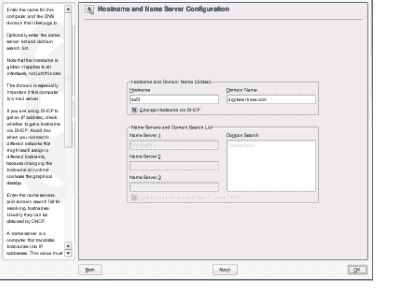 Enter the name for this
computer and the DNS
domain that it belongs to.
Optionally enter the name
server list and domain
search list.
Note that the hostname is
global–it applies to all
interfaces, not just this one.
The domain is especially
important if this computer
is a mail server.
If you are using DHCP to
get an IP address, check
whether to get a hostname
via DHCP. Avoid this
when you connect to
different networks that
might each assign a
different hostname,
because changing the
hostname at runtime
confuses the graphical
desktop.
Enter the name servers
and domain search list for
resolving hostnames.
Usually they can be
obtained by DHCP.
A name server is a
computer that translates
hostnames into IP
addresses. This value must
Hostname and Name Server Configuration
Hostname and Domain Name (Global)
Hostname
Domain Name
Change Hostname via DHCP
Name Servers and Domain Search List
Name Server 1
Domain Search
Name Server 2
Name Server 3
Back
Abort
OK